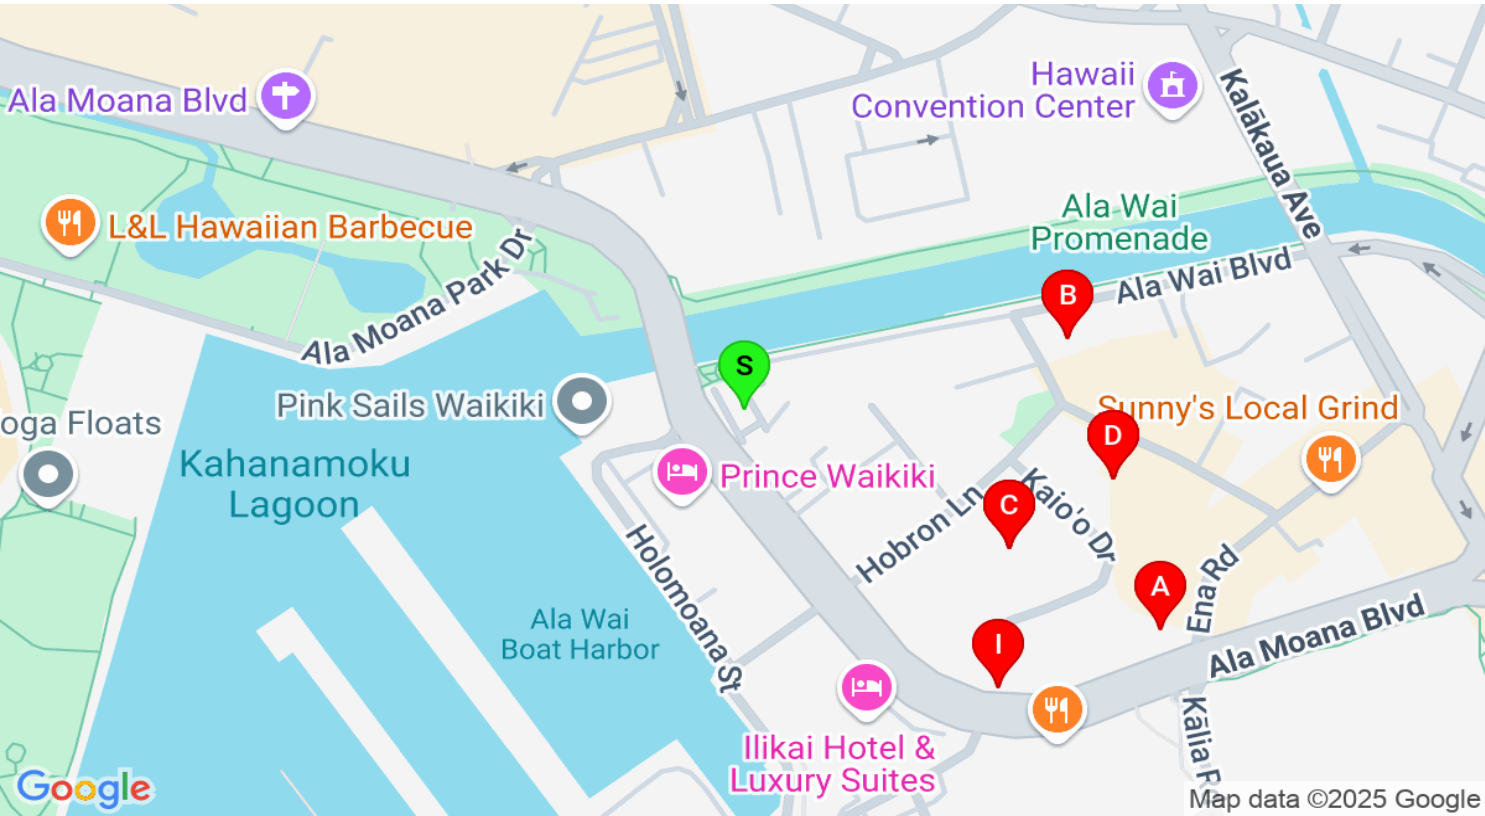 Ala Moana Blvd
Hawaii
Convention Center
Kalākaua Ave
L&L Hawaiian Barbecue
Ala Wai
Promenade
Ala Moana Park Dr
Ala Wai Blvd
B
S
Pink Sails Waikiki
Sunny's Local Grind
oga Floats
D
Kahanamoku
Lagoon
Prince Waikiki
C
Kaio'o Dr
Hobron Ln
Holomoana St
A
Ena Rd
Ala Wai
Boat Harbor
I
Ala Moana Blvd
Ilikai Hotel &
Luxury Suites
Kālia R
Google
Map data ©2025 Google